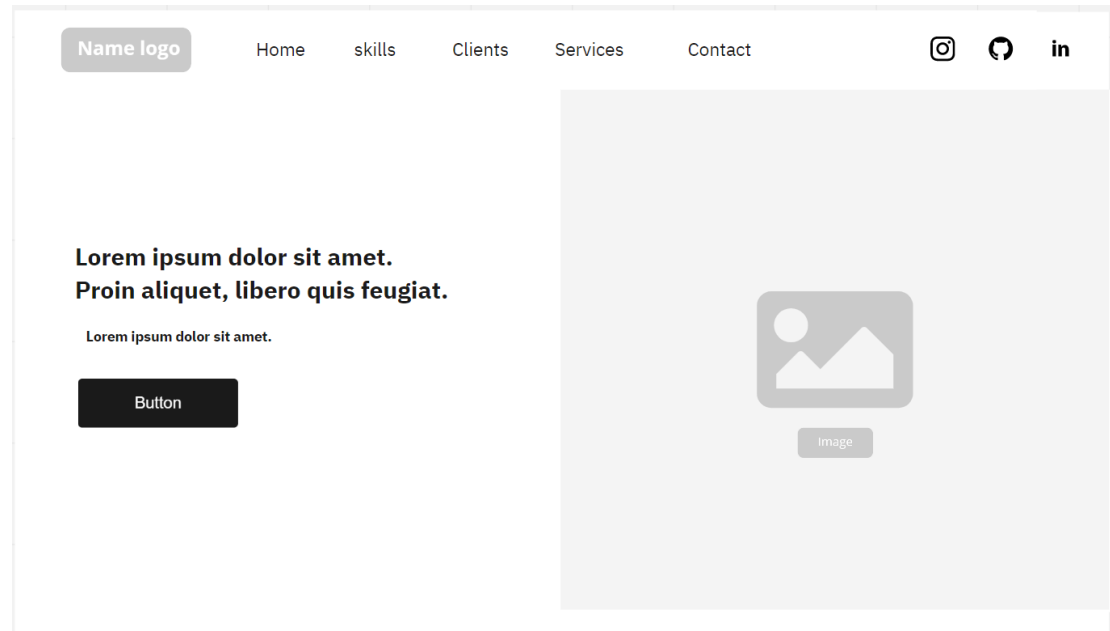 Name logo
Home skills Clients Services Contact
in
Lorem ipsum dolor sit amet.
Proin aliquet, libero quis feugiat.
Lorem ipsum dolor sit amet.
Button
Image